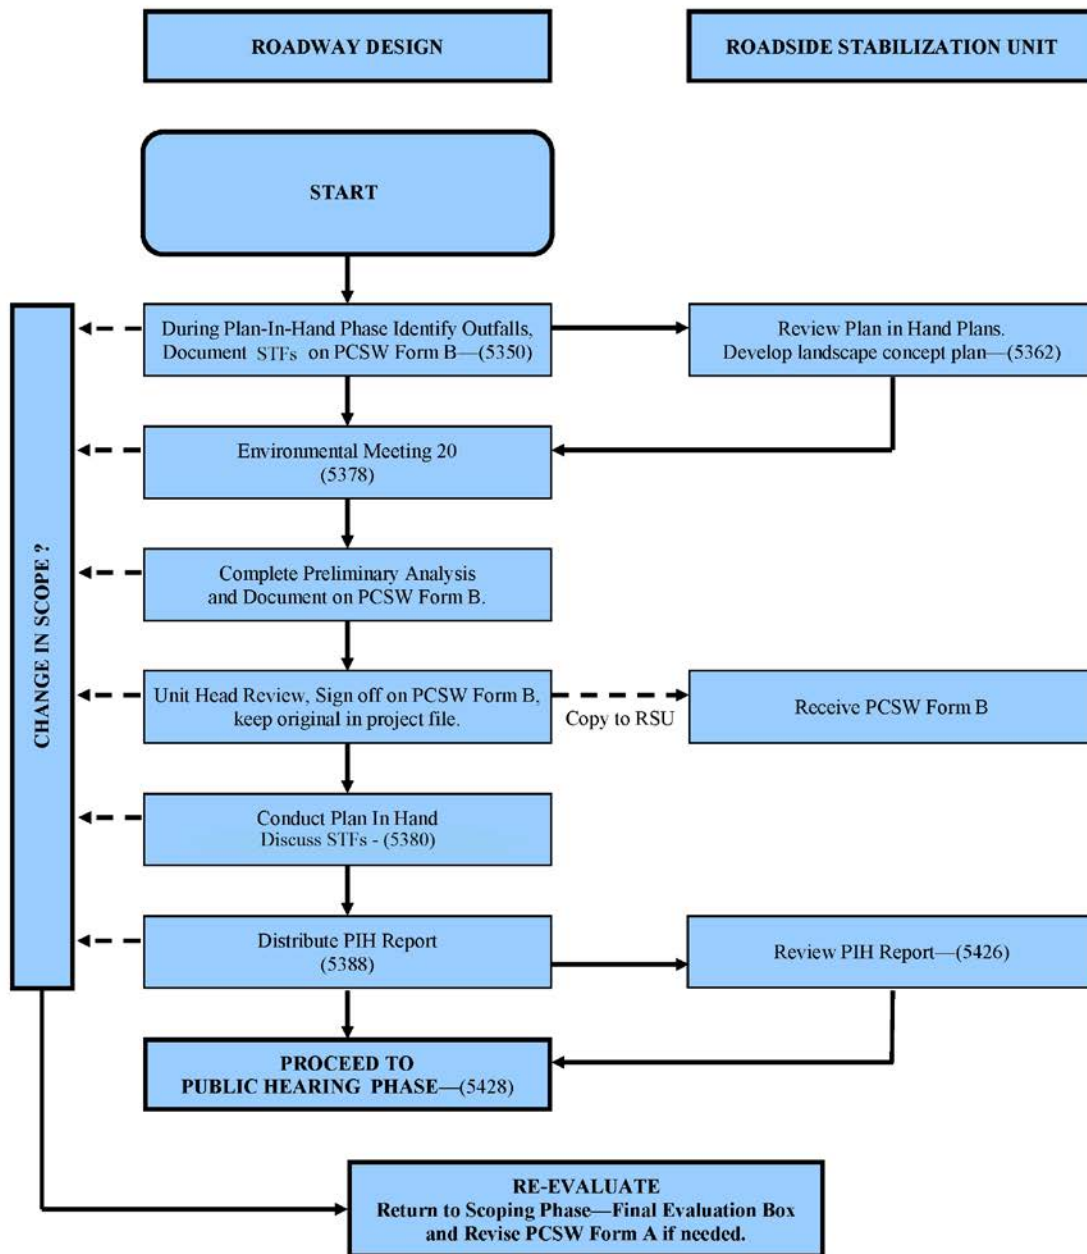 ROADWAY DESIGN
ROADSIDE STABILIZATION UNIT
START
During Plan-In-Hand Phase Identify Outfalls,
Document STFs on PCSW Form B—(5350)
Review Plan in Hand Plans.
Develop landscape concept plan—(5362)
Environmental Meeting 20
(5378)
CHANGE IN SCOPE ?
Complete Preliminary Analysis
and Document on PCSW Form B.
Unit Head Review, Sign off on PCSW Form B,
keep original in project file.
Copy to RSU
Receive PCSW Form B
Conduct Plan In Hand
Discuss STFs - (5380)
Distribute PIH Report
(5388)
Review PIH Report—(5426)
PROCEED TO
PUBLIC HEARING PHASE—(5428)
RE-EVALUATE
Return to Scoping Phase—Final Evaluation Box
and Revise PCSW Form A if needed.